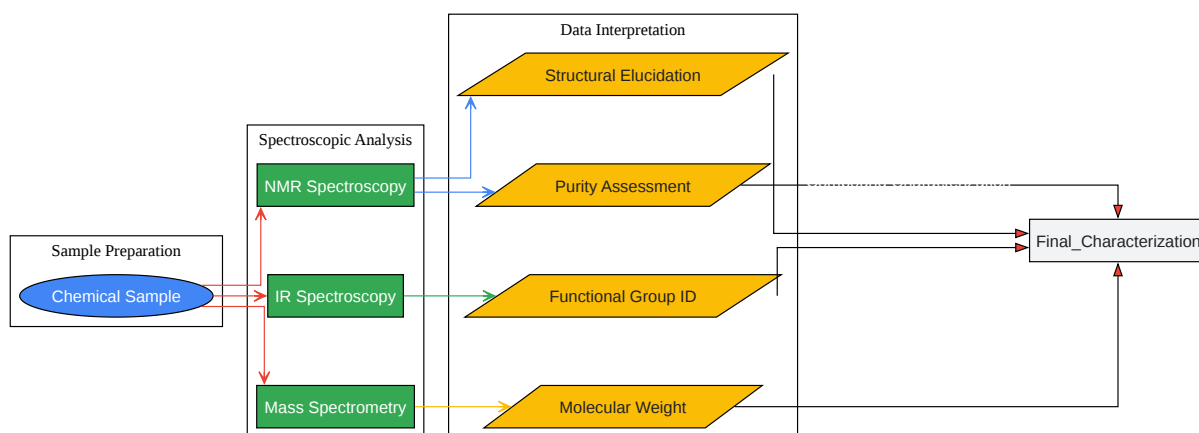 Data Interpretation
Structural Elucidation
Spectroscopic Analysis
NMR Spectroscopy
Purity Assessment
Sample Preparation
Final_Characterization
Chemical Sample
IR Spectroscopy
Functional Group ID
Mass Spectrometry
Molecular Weight